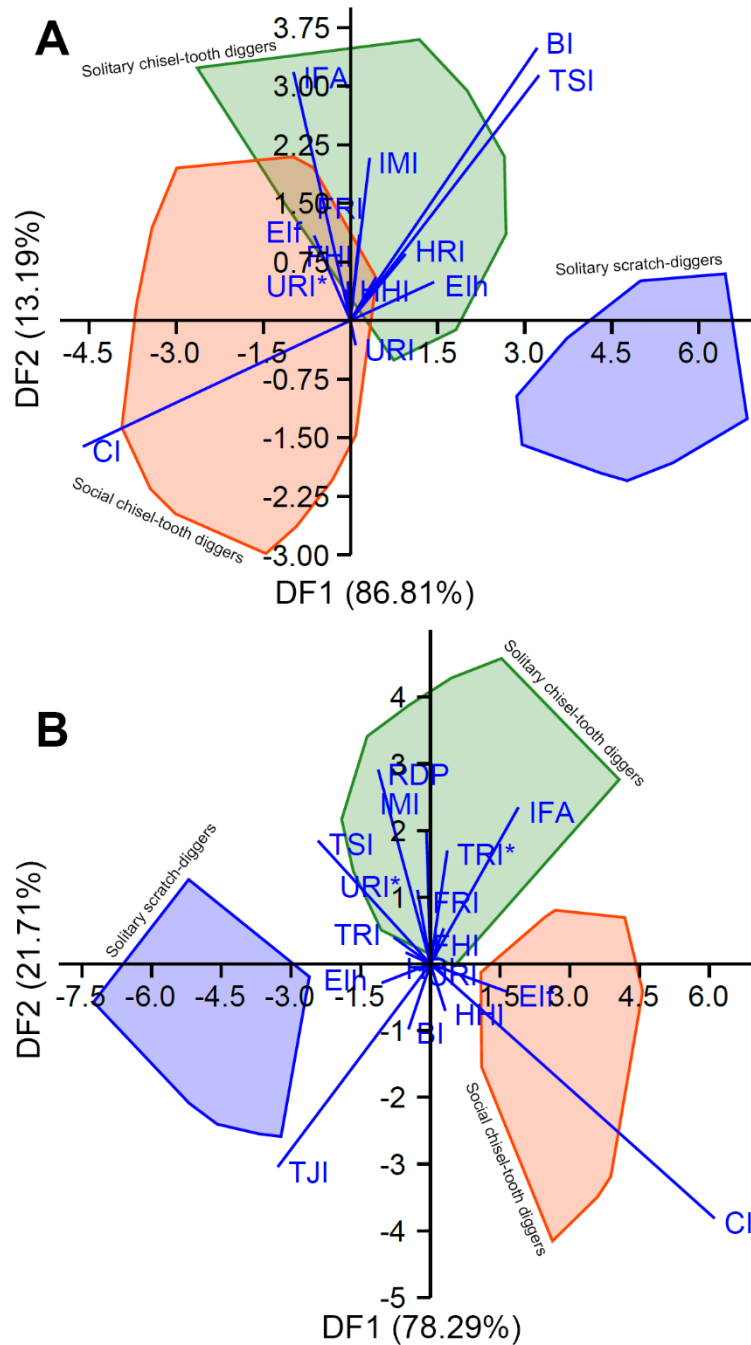 A
3.75
BI
Solitary chisel-tooth diggers
IFA
3.00
TSI
2.25
IMI
1.50
FRI
EIf
HRI
FHI
0.75
Solitary scratch-diggers
URI*
HHI
EIh
DF2 (13.19%)
-4.5
-3.0
-1.5
1.5
3.0
4.5
6.0
URI
-0.75
CI
-1.50
Social chisel-tooth diggers
-2.25
-3.00
DF1 (86.81%)
B
Solitary chisel-tooth diggers
4
3
RDP
IMI
IFA
2
TSI
TRI*
Solitary scratch-diggers
URI*
1
FRI
TRI
FHI
URI
DF2 (21.71%)
-7.5
-6.0
-4.5
-3.0
-1.5
1.5
3.0
4.5
6.0
EIh
EIf
HHI
-1
BI
-2
Social chisel-tooth diggers
-3
TJI
CI
-4
-5
DF1 (78.29%)